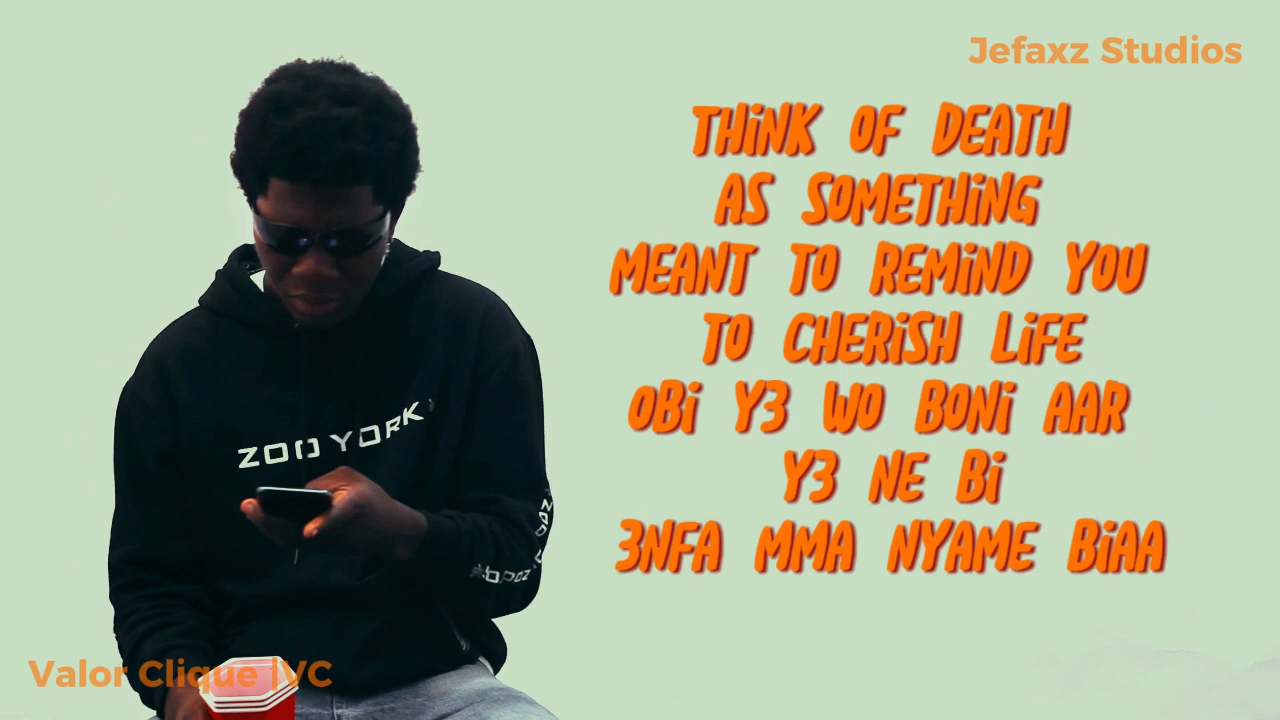 Jefaxz Studios
THiNK OF DEATH
AS SOMETHiNG
MEANT TO REMiND YOU
TO CHERiSH LiFE
OBi Y3 WO BONi AAR
Y3 NE Bi
3NFA MMA NYAME BiAA
ZOO YORK
Valor Clique |VC